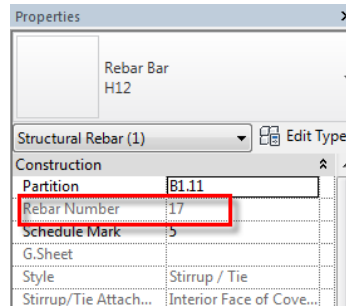 Properties
Rebar Bar
H12
Structural Rebar (1) Edit Type
Construction
Partition B1.11
Rebar Number 17
Schedule Mark 5
G.Sheet
Style Stirrup / Tie
Stirrup/Tie Attach... Interior Face of Cove...